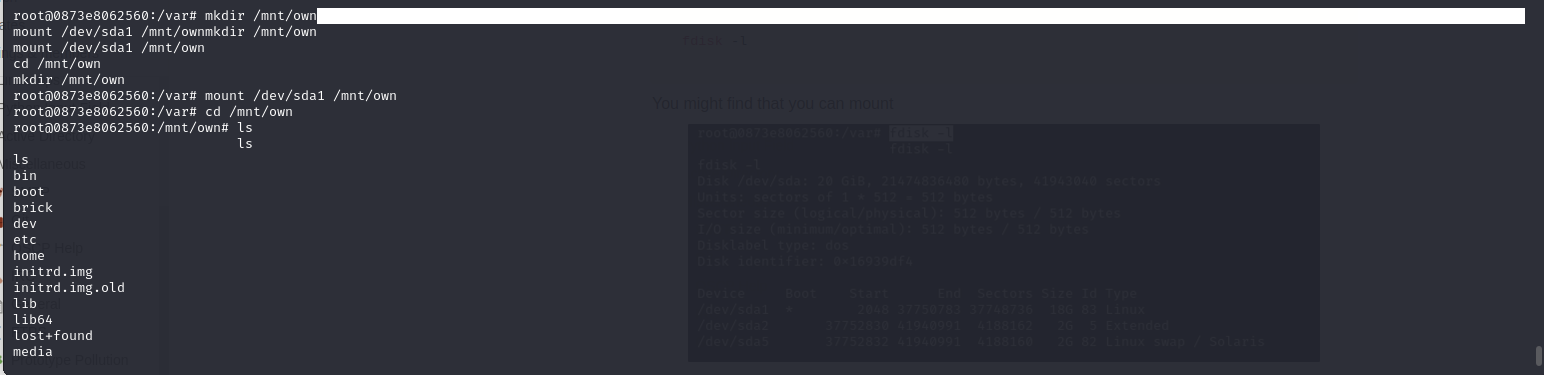 root@0873e8062560:/var# mkdir /mnt/own
mount /dev/sda1 /mnt/ownmkdir /mnt/own
mount /dev/sda1 /mnt/own
cd /mnt/own
mkdir /mnt/own
root@0873e8062560:/var# mount /dev/sda1 /mnt/own
root@0873e8062560:/var# cd /mnt/own
root@0873e8062560:/mnt/own# ls
ls
ls
bin
boot
brick
dev
etc
home
initrd.img
initrd.img.old
lib
lib64
lost+found
media
fdisk -l
You might find that you can mount
root@0873e8062560:/var# fdisk -l
fdisk -l
fdisk -l
Disk /dev/sda: 20 GiB, 21474836480 bytes, 41943040 sectors
Units: sectors of 1 * 512 = 512 bytes
Sector size (logical/physical): 512 bytes / 512 bytes
I/O size (minimum/optimal): 512 bytes / 512 bytes
Disklabel type: dos
Disk identifier: 0x16939df4
Device Boot Start End Sectors Size Id Type
/dev/sda1 * 2048 37750783 37748736 18G 83 Linux
/dev/sda2 37752830 41940991 4188162 2G 5 Extended
/dev/sda5 37752832 41940991 4188160 2G 82 Linux swap / Solaris
Help
Pollution